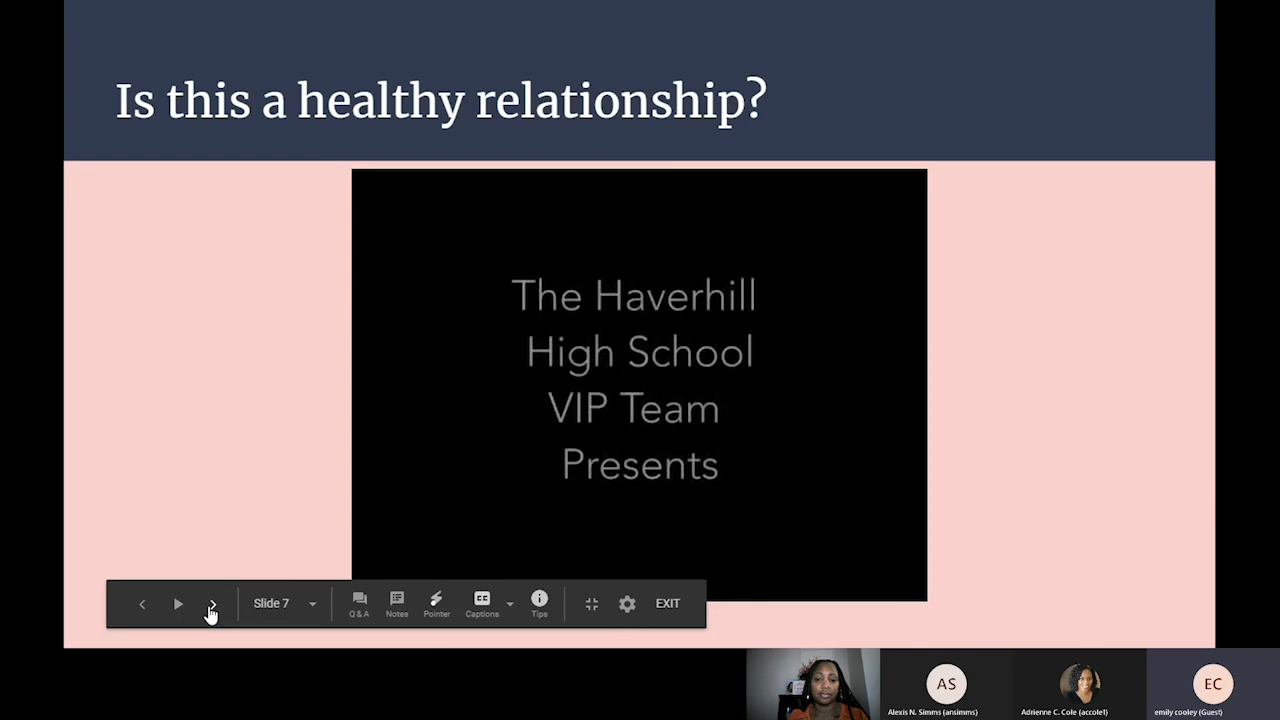 Is this a healthy relationship?
The Haverhill
High School
VIP Team
Presents
Slide 7
Q & A
Notes
Pointer
Captions
Tips
EXIT
AS
EC
Alexis N. Simms (ansimms)
Adrienne C. Cole (accole1)
emily cooley (Guest)